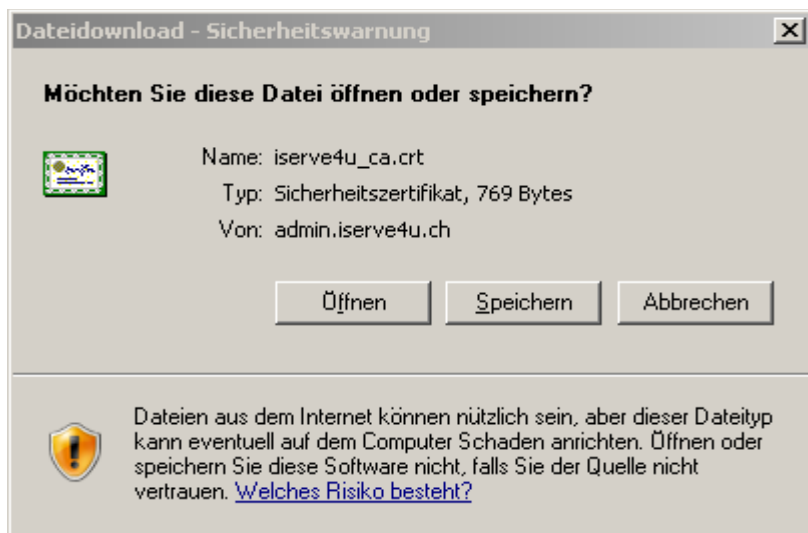 Dateidownload - Sicherheitswarnung
Möchten Sie diese Datei öffnen oder speichern?
Name: iserve4u_ca.crt
Typ: Sicherheitszertifikat, 769 Bytes
Von: admin.iserve4u.ch
Öffnen Speichern Abbrechen
Dateien aus dem Internet können nützlich sein, aber dieser Dateityp
kann eventuell auf dem Computer Schaden anrichten. Öffnen oder
speichern Sie diese Software nicht, falls Sie der Quelle nicht
vertrauen. Welches Risiko besteht?